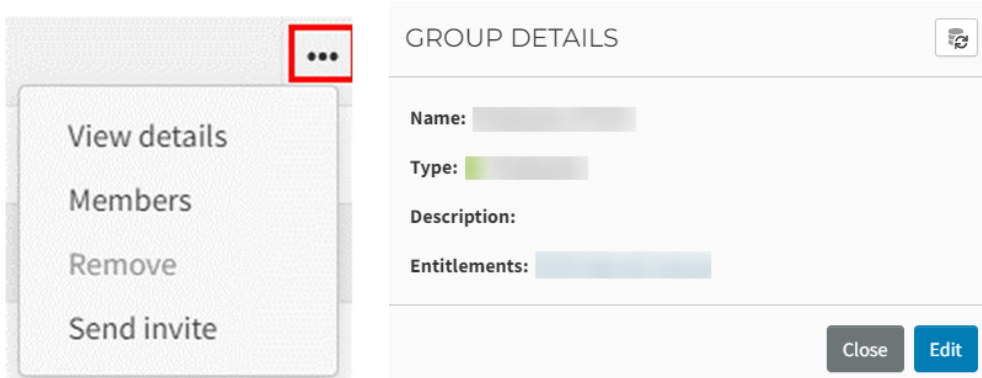 •••
View details
Members
Remove
Send invite
GROUP DETAILS
Name:
Type:
Description:
Entitlements:
Close
Edit